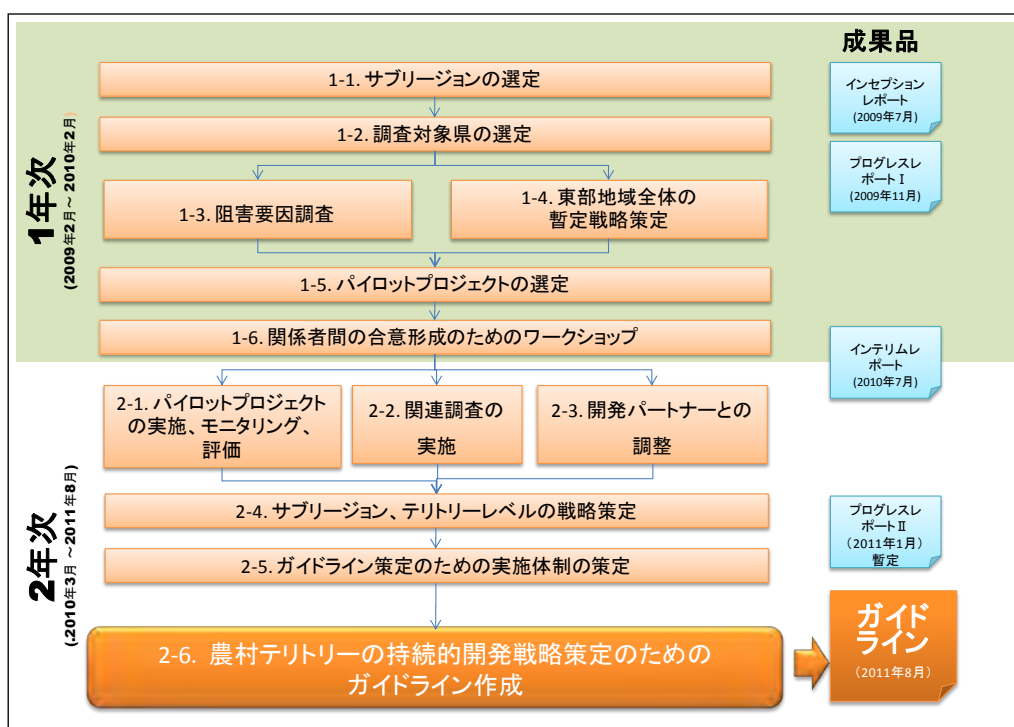 成果品
1年次
(2009年2月～ 2010年2月)
1-1. サブリージョンの選定
1-2. 調査対象県の選定
1-3. 阻害要因調査
1-4. 東部地域全体の
暫定戦略策定
1-5. パイロットプロジェクトの選定
1-6. 関係者間の合意形成のためのワークショップ
インセプション
レポート
(2009年7月)
プログレスレ
ポートⅠ
(2009年11月)
インテリムレ
ポート
(2010年7月)
2年次
(.2010年3月 ～2011年8月)
2-1. パイロットプロジェクト
の実施、モニタリング、
評価
2-2. 関連調査の
実施
2-3. 開発パートナーとの
調整
2-4. サブリージョン、テリトリーレベルの戦略策定
2-5. ガイドライン策定のための実施体制の策定
2-6. 農村テリトリーの持続的開発戦略策定のための
ガイドライン作成
プログレスレ
ポートⅡ
（2011年1月）
暫定
ガイド
ライン
（2011年8月）